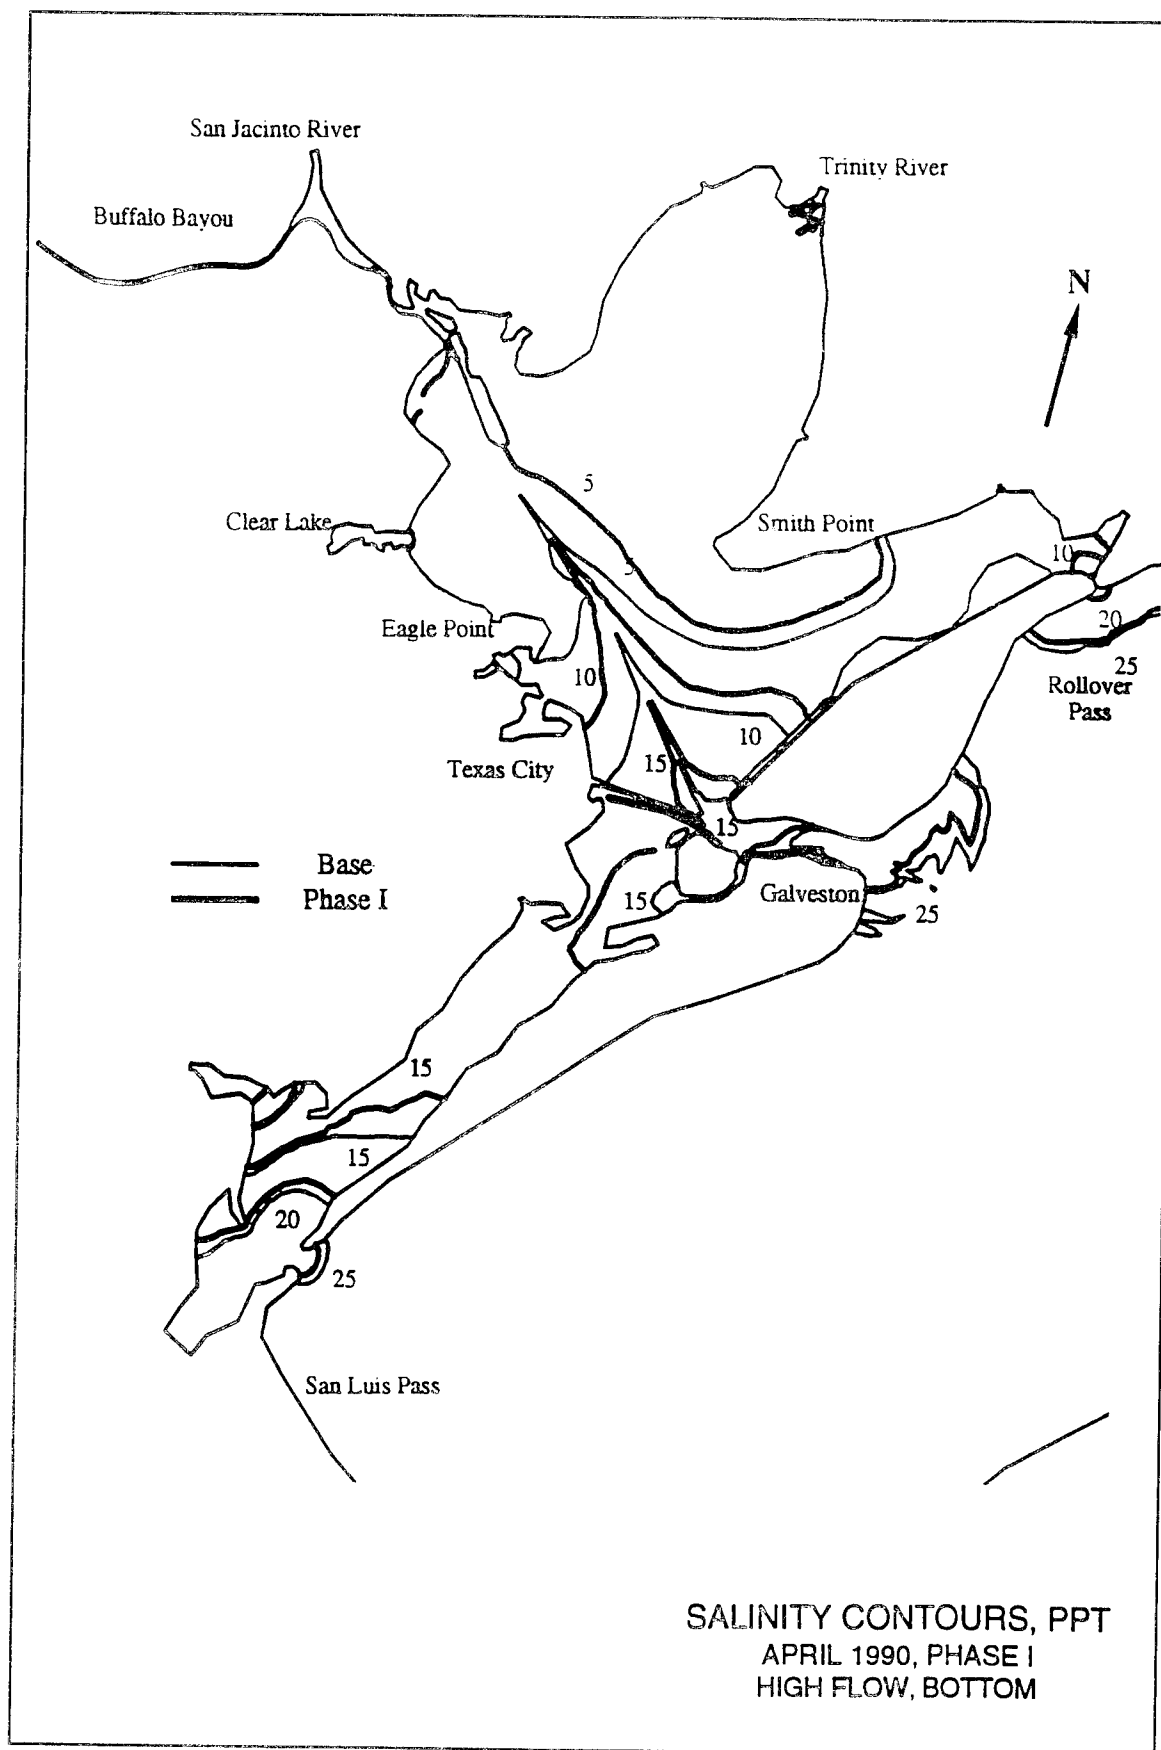 San Jacinto River
Trinity River
Buffalo Bayou
N
5
Clear Lake
Smith Point
10
5
20
Eagle Point
25
10
Rollover
Pass
10
Texas City
15
15
Base
Phase I
15
Galveston
25
15
15
20
25
San Luis Pass
SALINITY CONTOURS, PPT
APRIL 1990, PHASE I
HIGH FLOW, BOTTOM